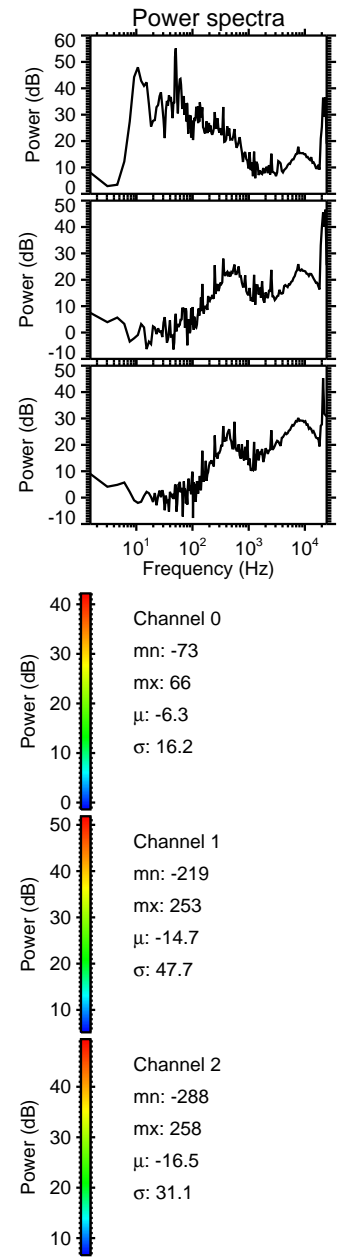 Power spectra
60
50
40
30
20
10
0
Power (dB)
50
40
30
20
10
0
-10
Power (dB)
50
40
30
20
10
0
-10
Power (dB)
10¹ 10² 10³ 10⁴
Frequency (Hz)
40
30
20
10
0
Power (dB)
Channel 0
mn: -73
mx: 66
μ: -6.3
σ: 16.2
50
40
30
20
10
Power (dB)
Channel 1
mn: -219
mx: 253
μ: -14.7
σ: 47.7
40
30
20
10
Power (dB)
Channel 2
mn: -288
mx: 258
μ: -16.5
σ: 31.1